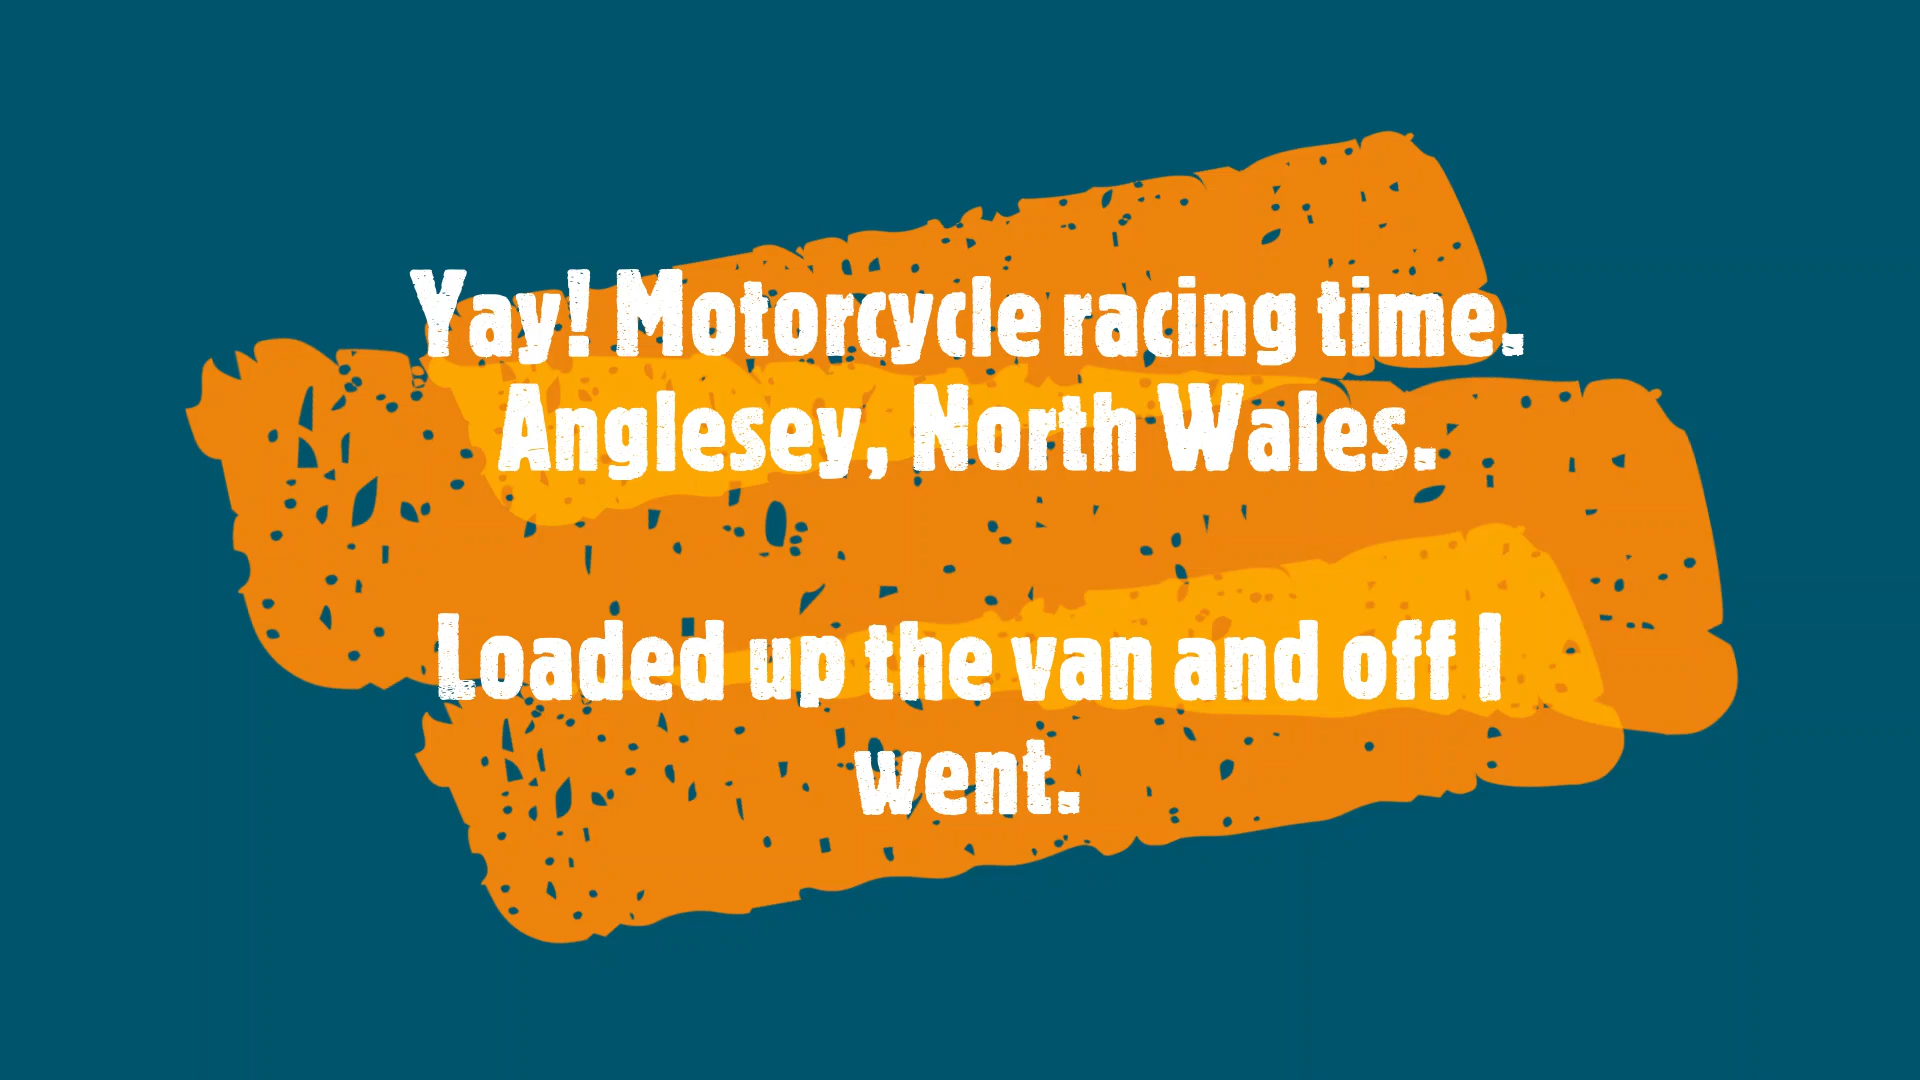 Yay! Motorcycle racing time.
Anglesey, North Wales.
Loaded up the van and off I
went.